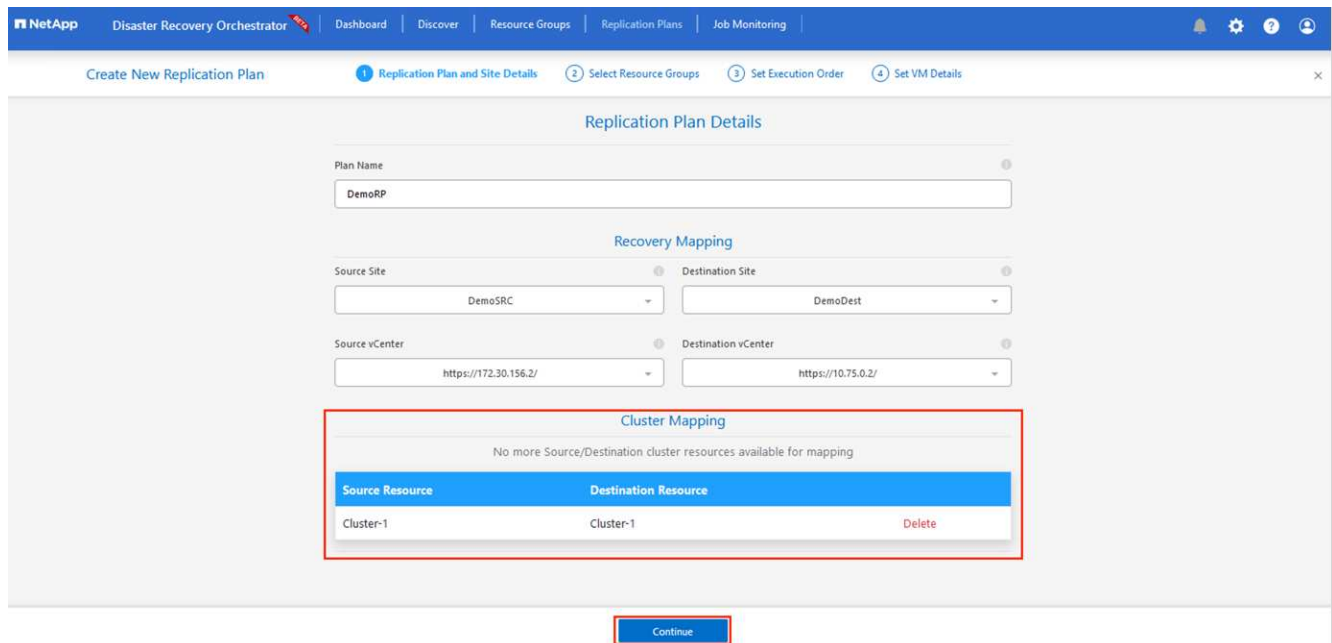 NetApp Disaster Recovery Orchestrator BETA Dashboard Discover Resource Groups Replication Plans Job Monitoring
Create New Replication Plan 1 Replication Plan and Site Details 2 Select Resource Groups 3 Set Execution Order 4 Set VM Details
Replication Plan Details
Plan Name
DemoRP
Recovery Mapping
Source Site Destination Site
DemoSRC DemoDest
Source vCenter Destination vCenter
https://172.30.156.2/ https://10.75.0.2/
Cluster Mapping
No more Source/Destination cluster resources available for mapping
Source Resource Destination Resource
Cluster-1 Cluster-1 Delete
Continue